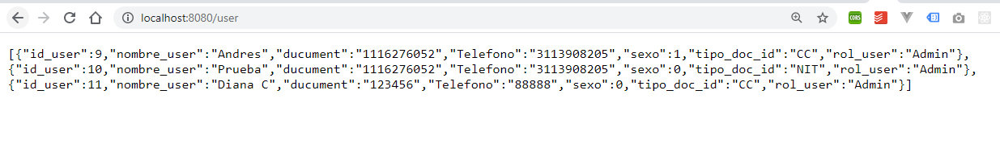 localhost:8080/user
CORS
[{"id_user":9,"nombre_user":"Andres","ducument":"1116276052","Telefono":"3113908205","sexo":1,"tipo_doc_id":"CC","rol_user":"Admin"},
{"id_user":10,"nombre_user":"Prueba","ducument":"1116276052","Telefono":"3113908205","sexo":0,"tipo_doc_id":"NIT","rol_user":"Admin"},
{"id_user":11,"nombre_user":"Diana C","ducument":"123456","Telefono":"88888","sexo":0,"tipo_doc_id":"CC","rol_user":"Admin"}]